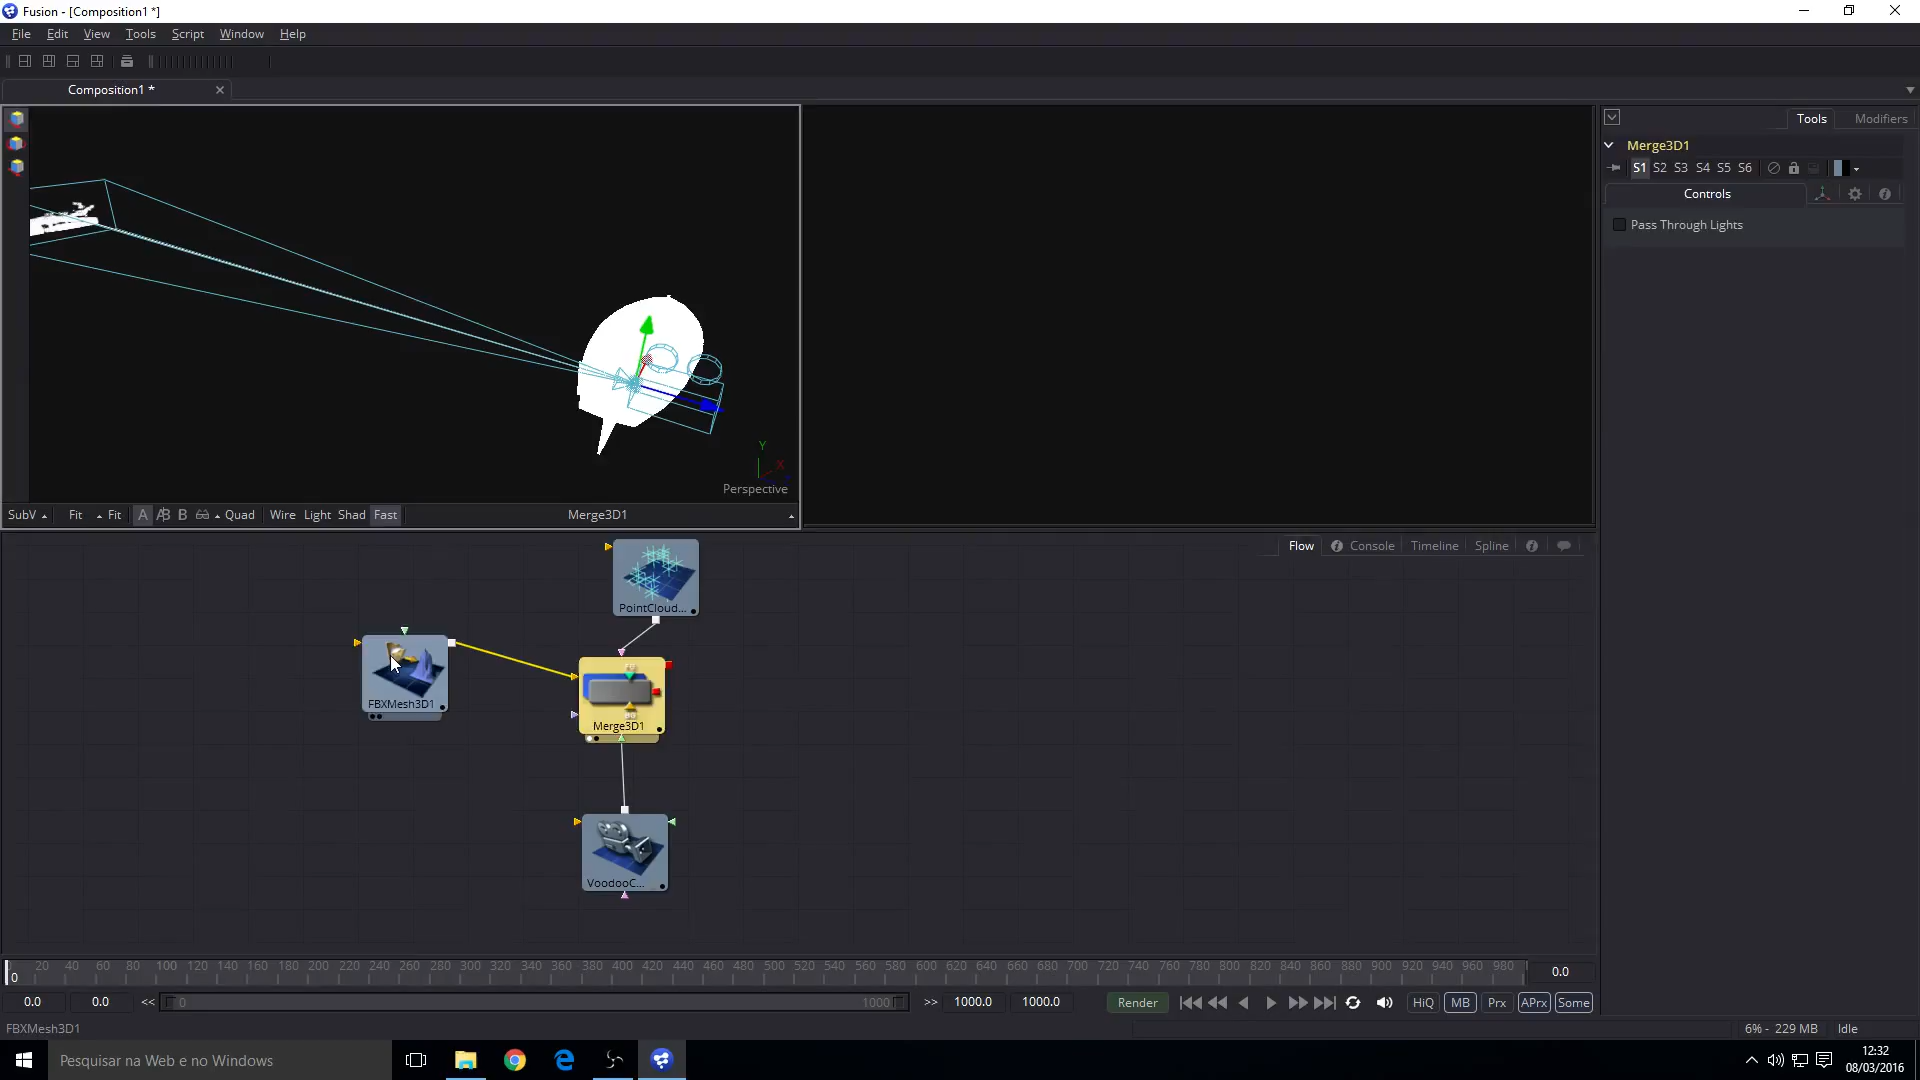 Fusion - [Composition1 *]
File Edit View Tools Script Window Help
Composition1 *
Tools Modifiers
Merge3D1
S1 S2 S3 S4 S5 S6
Controls
Pass Through Lights
Y
X
Perspective
SubV Fit Fit A AB B Quad Wire Light Shad Fast Merge3D1
Flow Console Timeline Spline
PointCloud...
FBXMesh3D1
Merge3D1
VoodooC...
0 20 40 60 80 100 120 140 160 180 200 220 240 260 280 300 320 340 360 380 400 420 440 460 480 500 520 540 560 580 600 620 640 660 680 700 720 740 760 780 800 820 840 860 880 900 920 940 960 980
0.0
0.0 0.0 << 0 1000 >> 1000.0 1000.0 Render HiQ MB Prx APrx Some
FBXMesh3D1 6% - 229 MB Idle
Pesquisar na Web e no Windows
12:32
08/03/2016